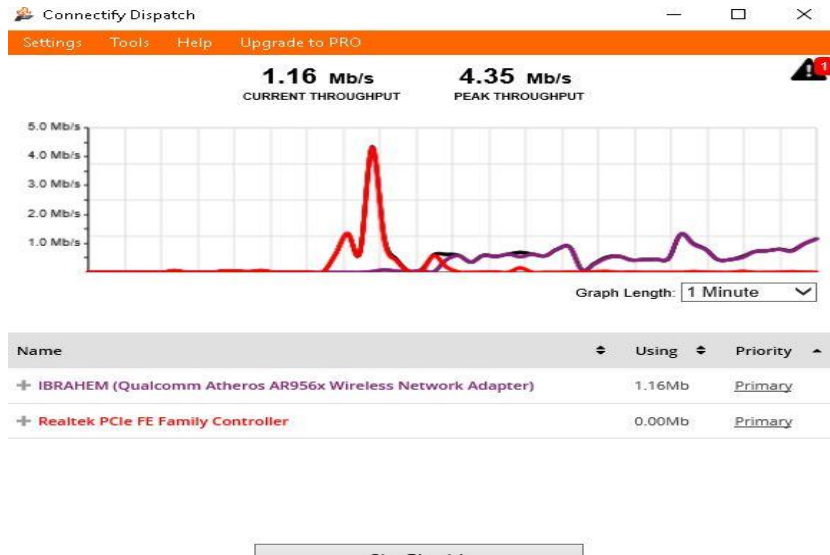 Connectify Dispatch
Settings Tools Help Upgrade to PRO
1.16 Mb/s 4.35 Mb/s
CURRENT THROUGHPUT PEAK THROUGHPUT
1
5.0 Mb/s
4.0 Mb/s
3.0 Mb/s
2.0 Mb/s
1.0 Mb/s
Graph Length: 1 Minute
Name Using Priority
IBRAHEM (Qualcomm Atheros AR956x Wireless Network Adapter) 1.16Mb Primary
Realtek PCIe FE Family Controller 0.00Mb Primary